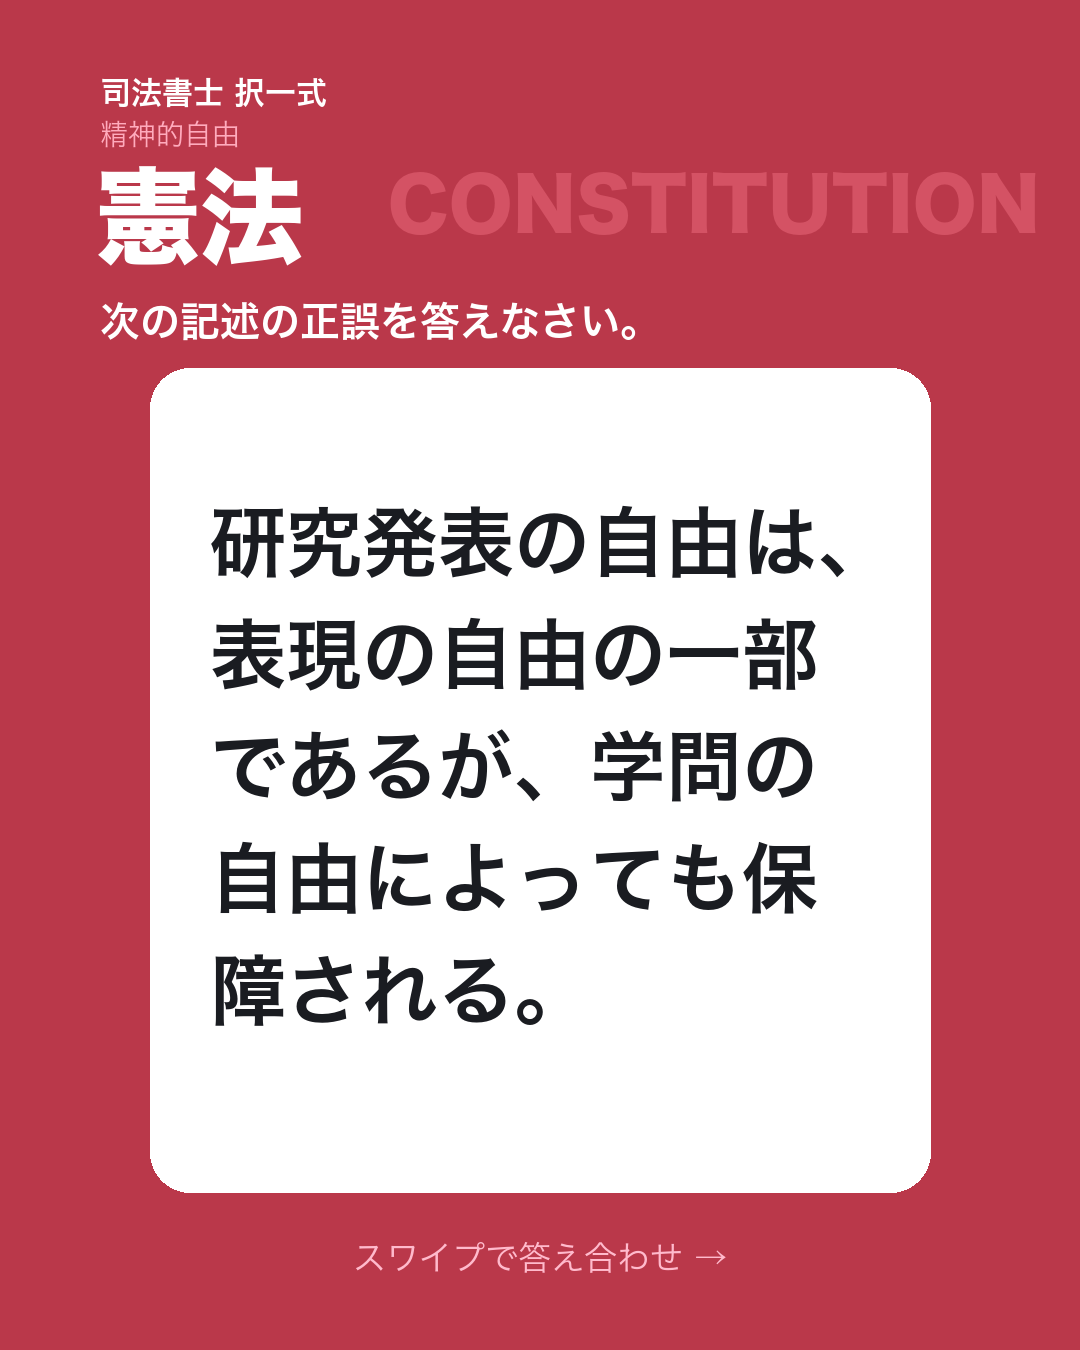 司法書士 択一式
精神的自由
憲法 CONSTITUTION
次の記述の正誤を答えなさい。
研究発表の自由は、
表現の自由の一部
であるが、学問の
自由によっても保
障される。
スワイプで答え合わせ →